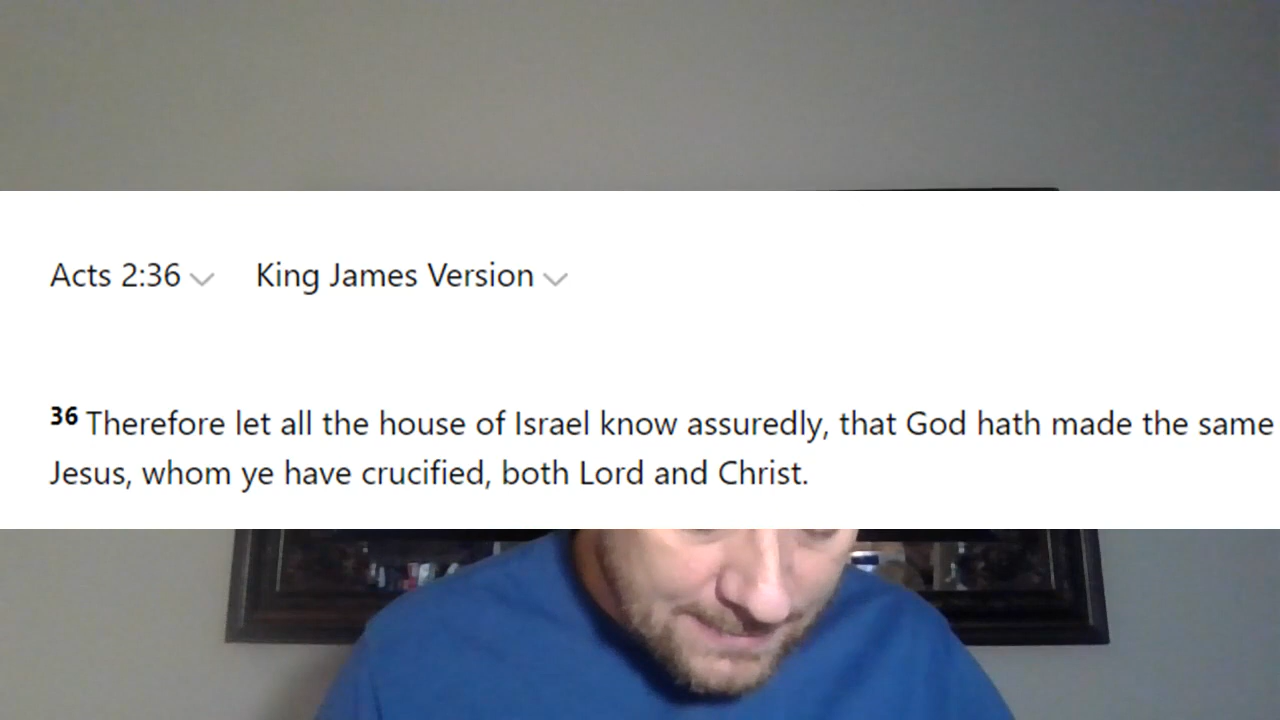 Acts 2:36 King James Version
36 Therefore let all the house of Israel know assuredly, that God hath made the same
Jesus, whom ye have crucified, both Lord and Christ.